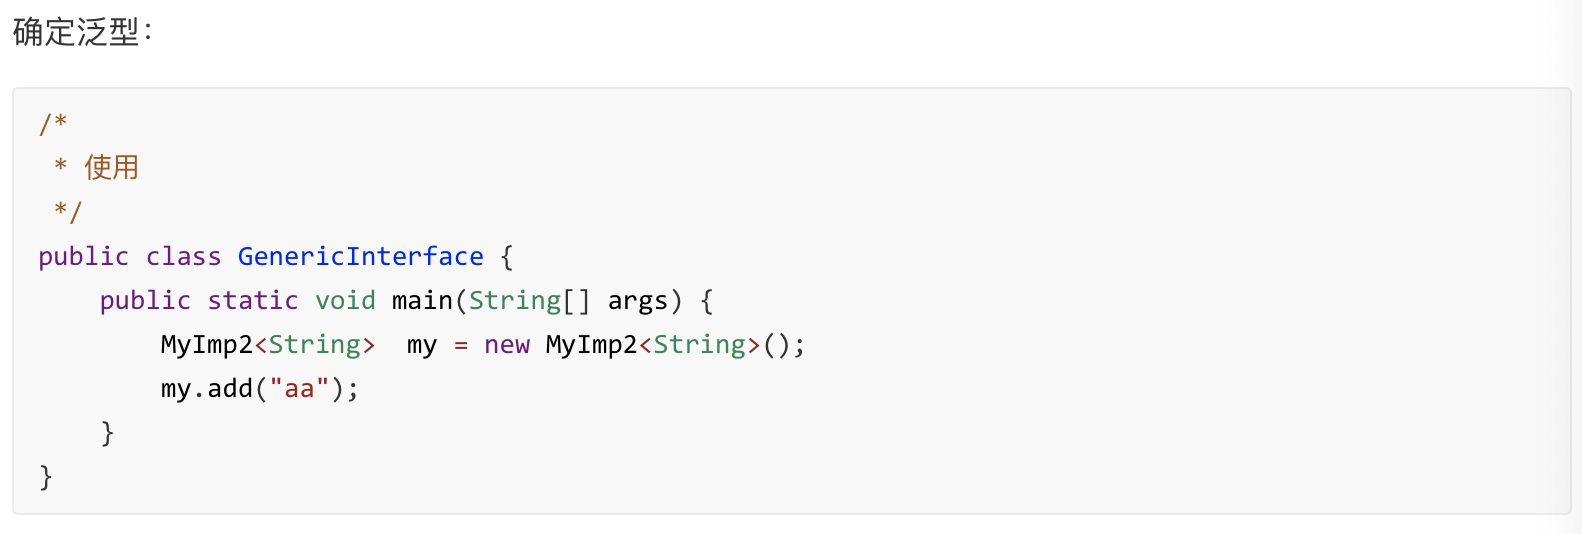 确定泛型：
/*
 * 使用
 */
public class GenericInterface {
    public static void main(String[] args) {
        MyImp2<String>  my = new MyImp2<String>();
        my.add("aa");
    }
}